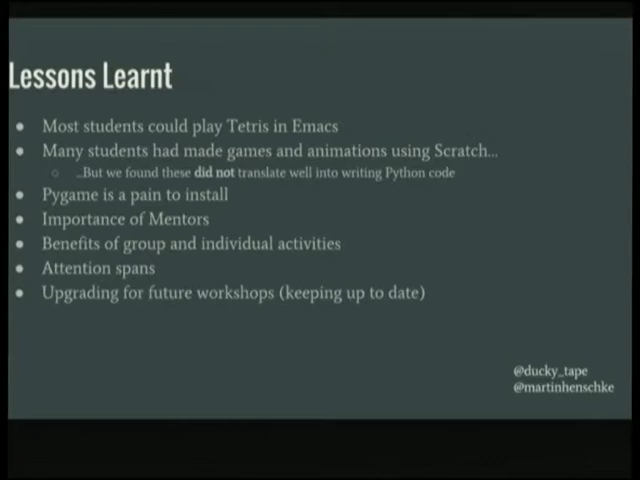 Lessons Learnt
Most students could play Tetris in Emacs
Many students had made games and animations using Scratch...
...But we found these did not translate well into writing Python code
Pygame is a pain to install
Importance of Mentors
Benefits of group and individual activities
Attention spans
Upgrading for future workshops (keeping up to date)
@ducky_tape
@martinhenschke